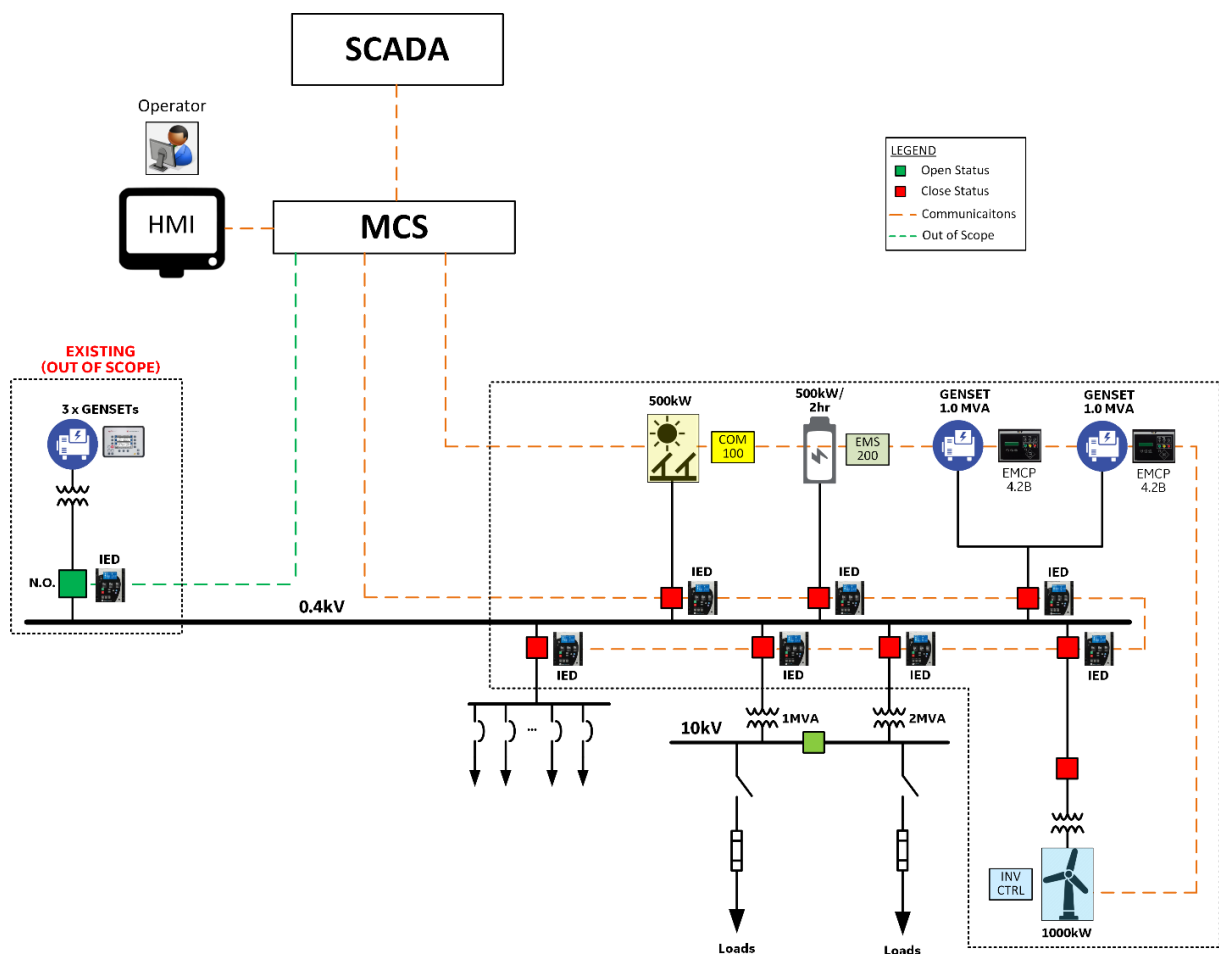 SCADA
Operator
HMI
MCS
LEGEND
Open Status
Close Status
Communicaitons
Out of Scope
EXISTING
(OUT OF SCOPE)
3 x GENSETs
N.O.
IED
0.4kV
500kW
COM
100
500kW/
2hr
EMS
200
GENSET
1.0 MVA
EMCP
4.2B
GENSET
1.0 MVA
EMCP
4.2B
IED
IED
IED
IED
IED
IED
IED
...
10kV
1MVA
2MVA
Loads
Loads
INV
CTRL
1000kW